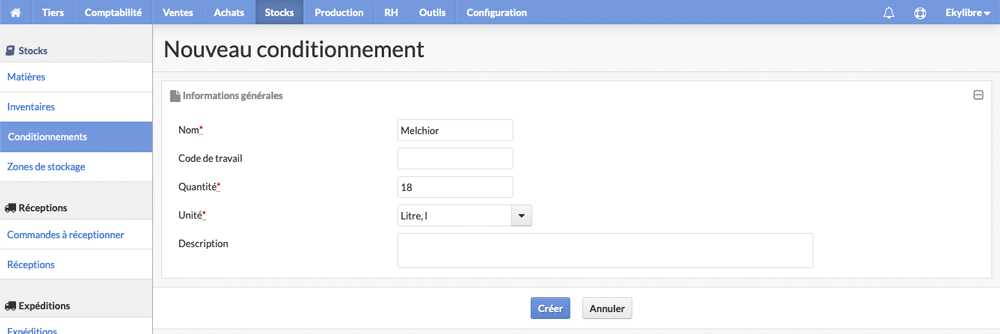 Tiers Comptabilité Ventes Achats Stocks Production RH Outils Configuration Ekylibre
Stocks
Matières
Inventaires
Conditionnements
Zones de stockage
Réceptions
Commandes à réceptionner
Réceptions
Expéditions
Expéditions
Nouveau conditionnement
Informations générales
Nom* Melchior
Code de travail
Quantité* 18
Unité* Litre, l
Description
Créer Annuler